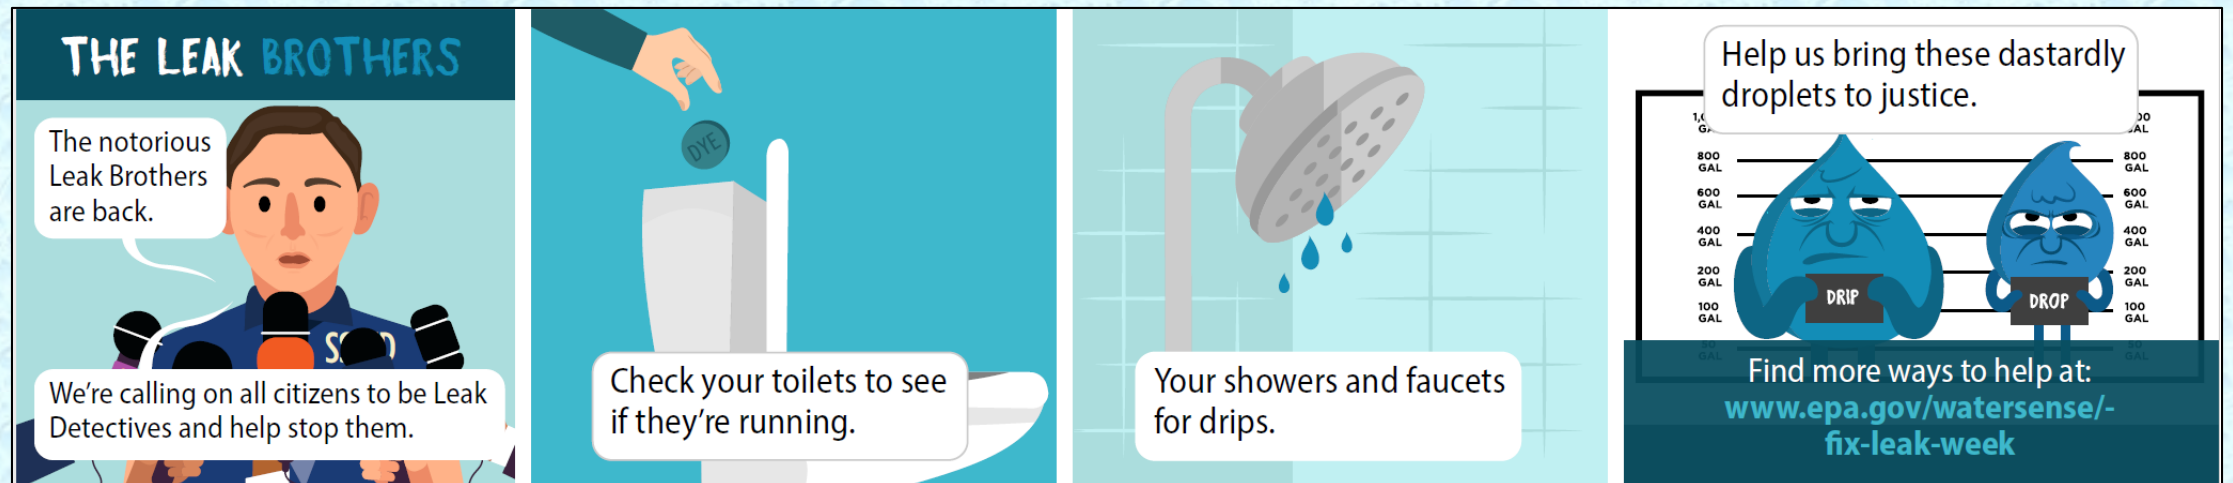 THE LEAK BROTHERS
The notorious
Leak Brothers
are back.
We're calling on all citizens to be Leak
Detectives and help stop them.
DYE
Check your toilets to see
if they're running.
Your showers and faucets
for drips.
Help us bring these dastardly
droplets to justice.
800
GAL
600
GAL
400
GAL
200
GAL
100
GAL
50
GAL
800
GAL
600
GAL
400
GAL
200
GAL
100
GAL
50
GAL
DRIP
DROP
Find more ways to help at:
www.epa.gov/watersense/-
fix-leak-week